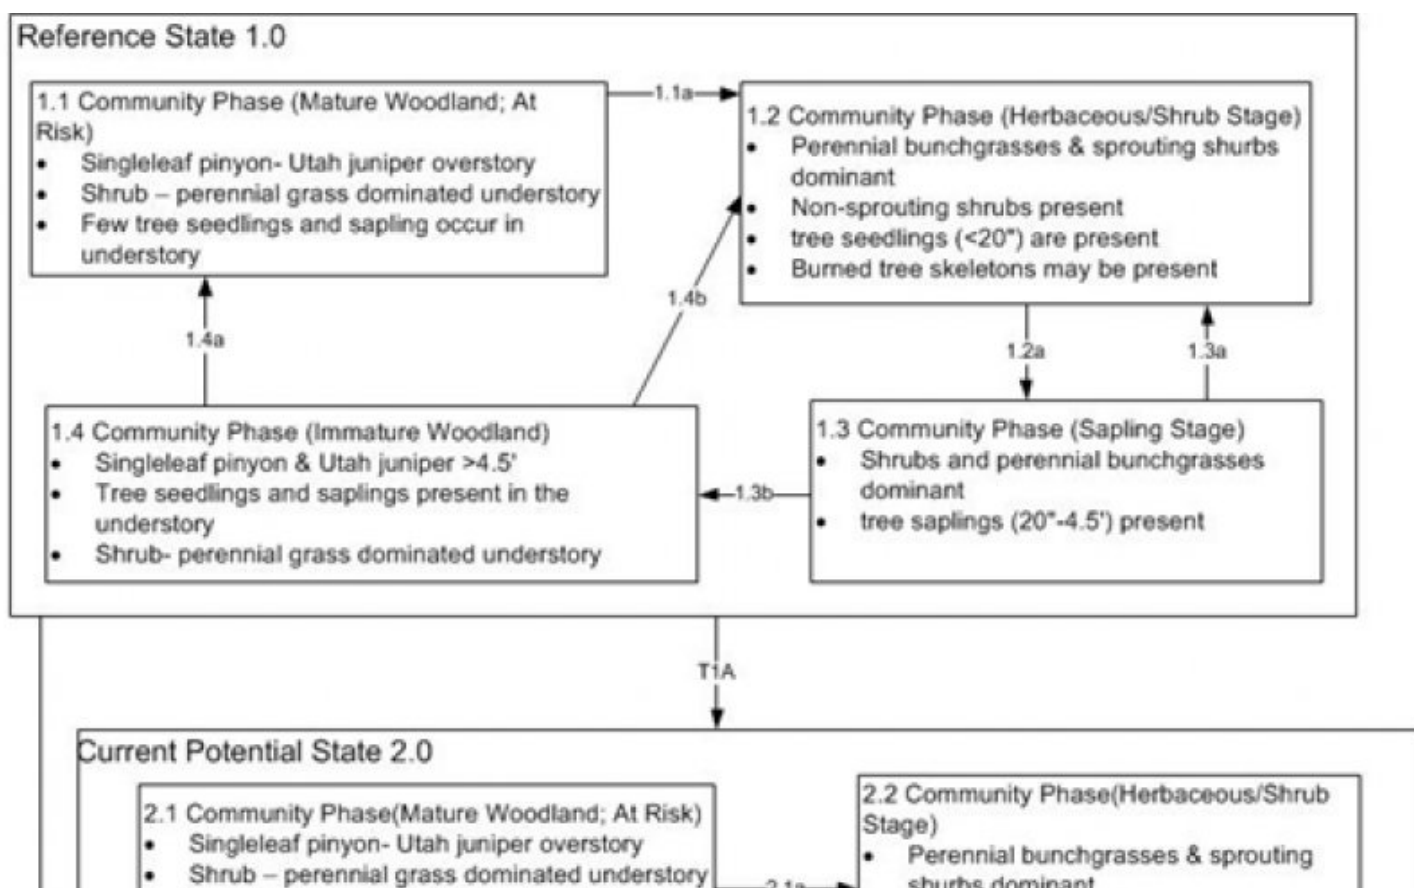 Reference State 1.0
1.1 Community Phase (Mature Woodland; At
Risk)
• Singleleaf pinyon- Utah juniper overstory
• Shrub – perennial grass dominated understory
• Few tree seedlings and sapling occur in
understory
1.1a
1.2 Community Phase (Herbaceous/Shrub Stage)
• Perennial bunchgrasses & sprouting shurbs
dominant
• Non-sprouting shrubs present
• tree seedlings (<20") are present
• Burned tree skeletons may be present
1.4a
1.4b
1.2a
1.3a
1.4 Community Phase (Immature Woodland)
• Singleleaf pinyon & Utah juniper >4.5'
• Tree seedlings and saplings present in the
understory
• Shrub- perennial grass dominated understory
1.3b
1.3 Community Phase (Sapling Stage)
• Shrubs and perennial bunchgrasses
dominant
• tree saplings (20"-4.5') present
T1A
Current Potential State 2.0
2.1 Community Phase(Mature Woodland; At Risk)
• Singleleaf pinyon- Utah juniper overstory
• Shrub – perennial grass dominated understory
2.1a
2.2 Community Phase(Herbaceous/Shrub
Stage)
• Perennial bunchgrasses & sprouting
shurbs dominant